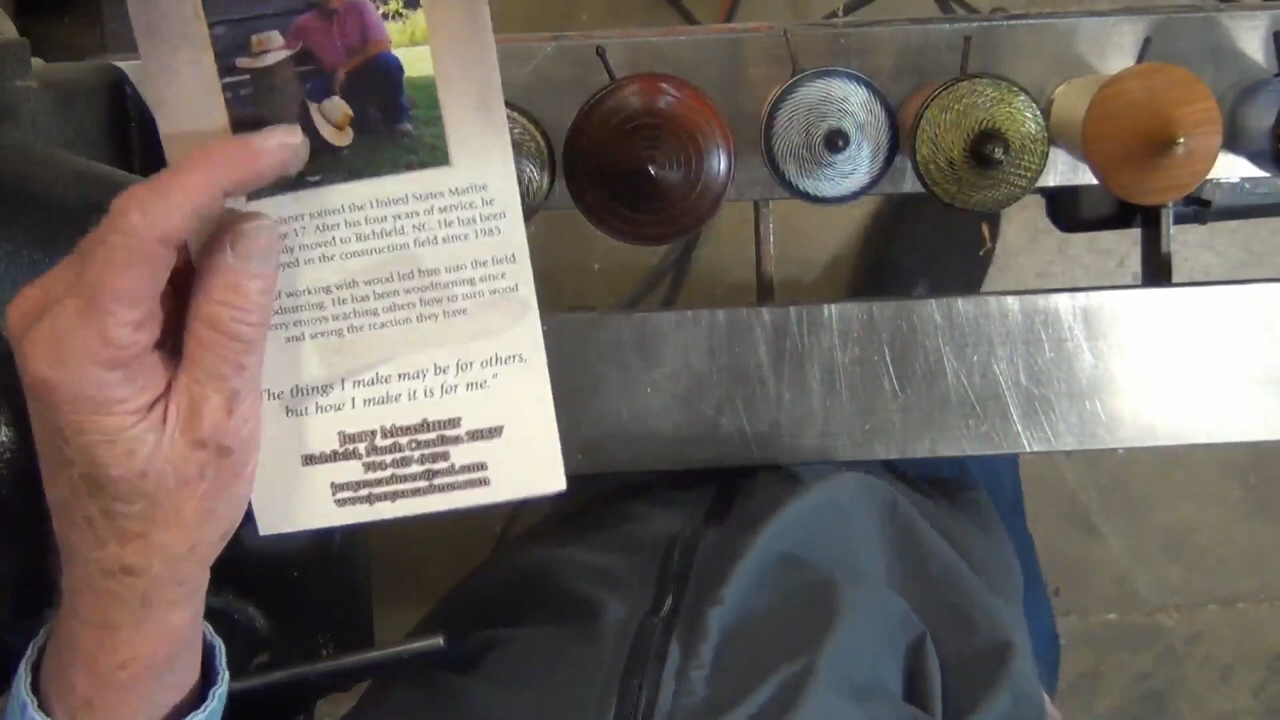 joined the United States Marine
17. After his four years of service, he
moved to Richfield, NC. He has been
in the construction field since 1985.
of working with wood led him into the field
He has been woodturning since
enjoys teaching others how to turn wood
and seeing the reaction they have
The things I make may be for others,
but how I make it is for me."
Jerry Measimer
Richfield, North Carolina 28137